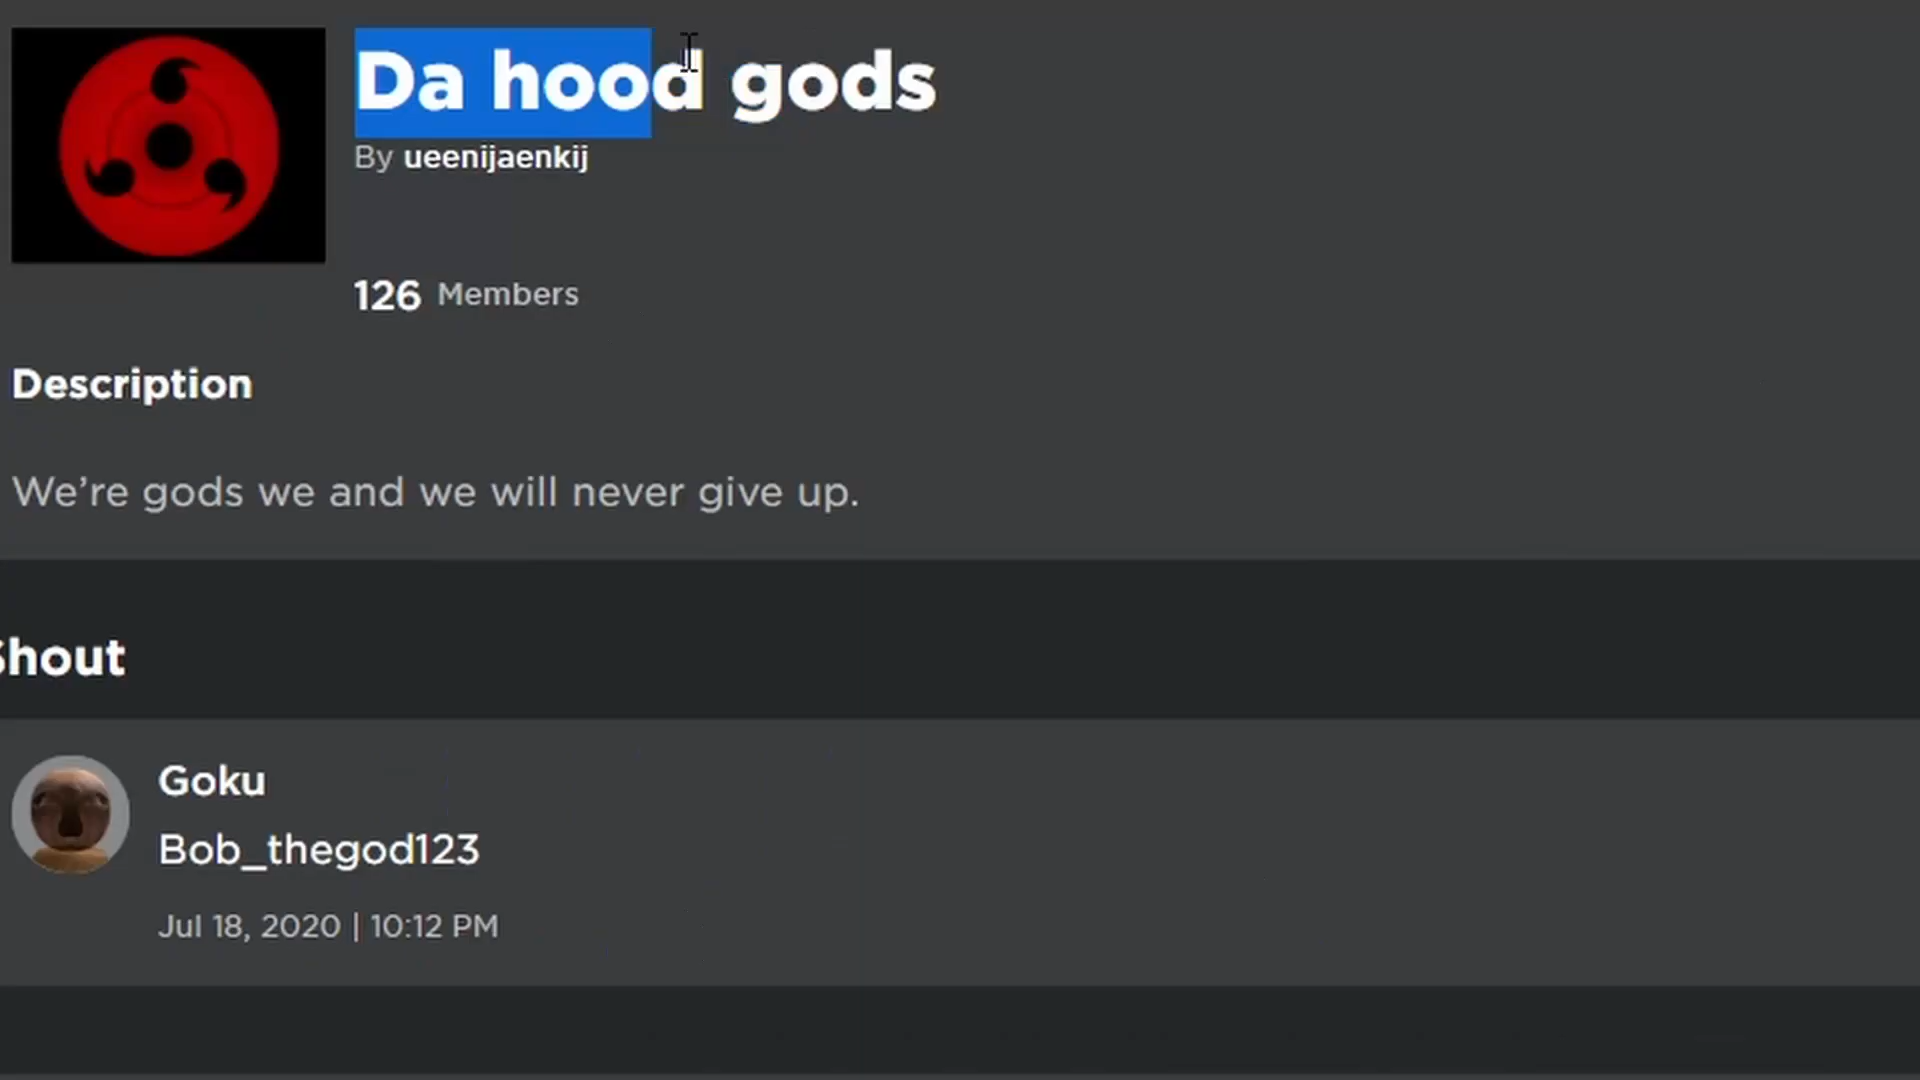 Da hood gods
By ueenijaenkij
126 Members
Description
We're gods we and we will never give up.
Shout
Goku
Bob_thegod123
Jul 18, 2020 | 10:12 PM